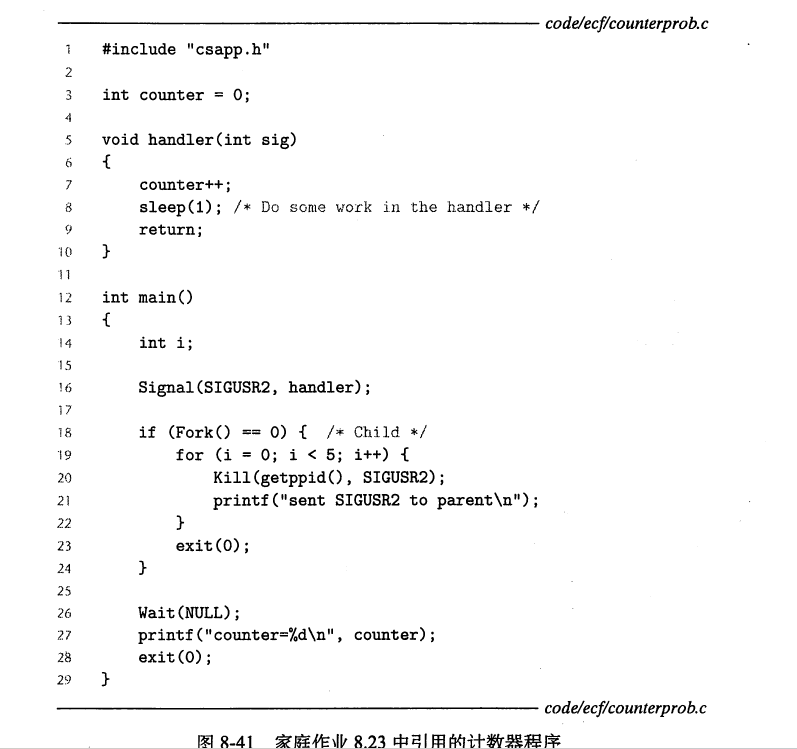 code/ecf/counterprob.c
1 #include "csapp.h"
2
3 int counter = 0;
4
5 void handler(int sig)
6 {
7     counter++;
8     sleep(1); /* Do some work in the handler */
9     return;
10 }
11
12 int main()
13 {
14     int i;
15
16     Signal(SIGUSR2, handler);
17
18     if (Fork() == 0) {  /* Child */
19         for (i = 0; i < 5; i++) {
20             Kill(getppid(), SIGUSR2);
21             printf("sent SIGUSR2 to parent\n");
22         }
23         exit(0);
24     }
25
26     Wait(NULL);
27     printf("counter=%d\n", counter);
28     exit(0);
29 }
code/ecf/counterprob.c
图 8-41 家庭作业 8.23 中引用的计数器程序